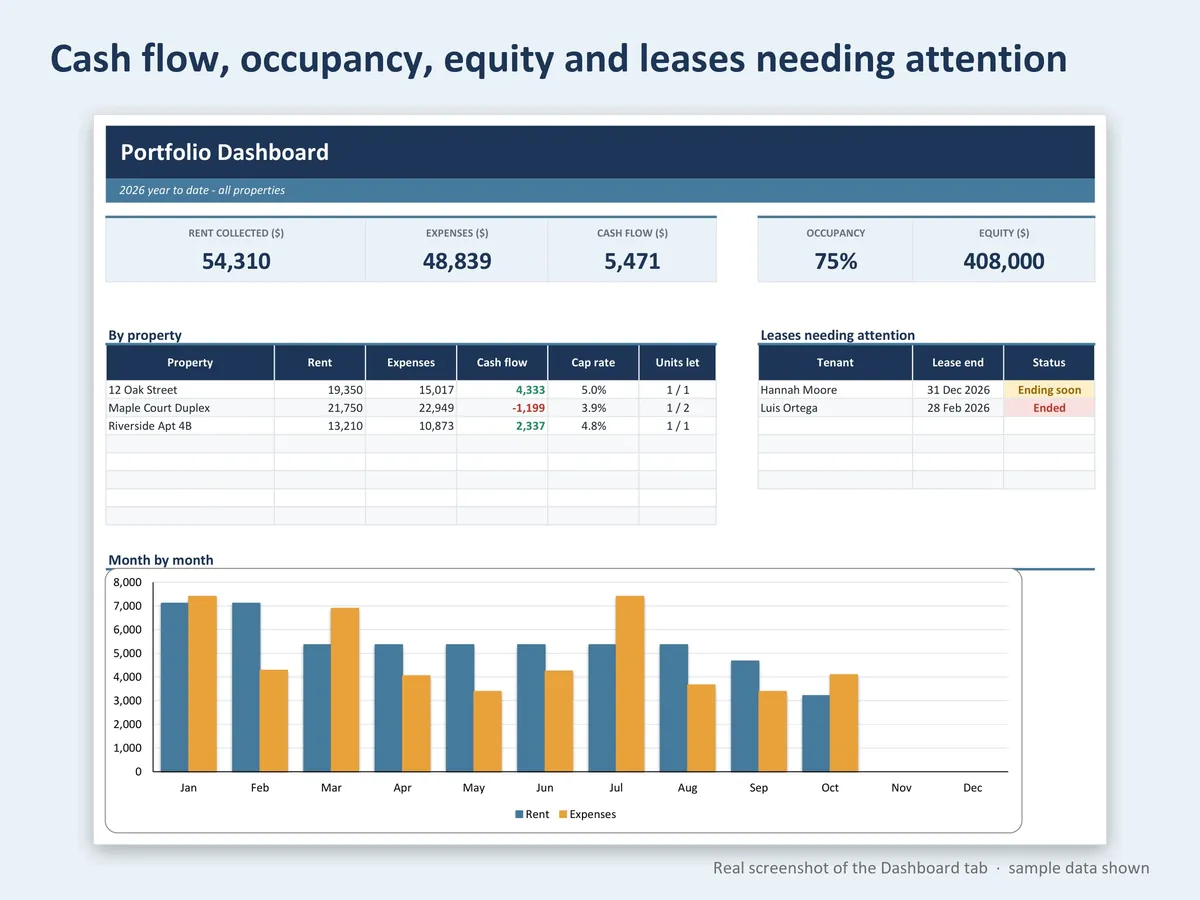 Cash flow, occupancy, equity and leases needing attention
Portfolio Dashboard
2026 year to date - all properties
RENT COLLECTED ($) EXPENSES ($) CASH FLOW ($) OCCUPANCY EQUITY ($)
54,310 48,839 5,471 75% 408,000
By property
Property Rent Expenses Cash flow Cap rate Units let
12 Oak Street 19,350 15,017 4,333 5.0% 1 / 1
Maple Court Duplex 21,750 22,949 -1,199 3.9% 1 / 2
Riverside Apt 4B 13,210 10,873 2,337 4.8% 1 / 1
Leases needing attention
Tenant Lease end Status
Hannah Moore 31 Dec 2026 Ending soon
Luis Ortega 28 Feb 2026 Ended
Month by month
8,000
7,000
6,000
5,000
4,000
3,000
2,000
1,000
0
Jan Feb Mar Apr May Jun Jul Aug Sep Oct Nov Dec
Rent Expenses
Real screenshot of the Dashboard tab · sample data shown